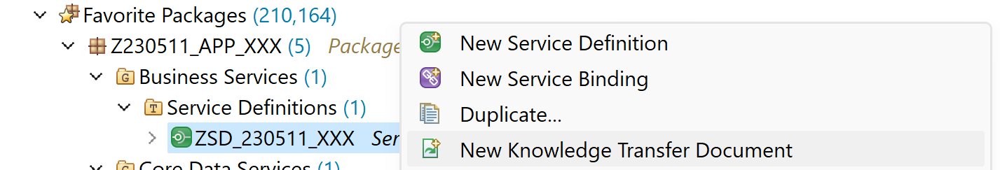 Favorite Packages (210,164)
Z230511_APP_XXX (5) Package
Business Services (1)
Service Definitions (1)
ZSD_230511_XXX Ser
Core Data Services (1)
New Service Definition
New Service Binding
Duplicate...
New Knowledge Transfer Document